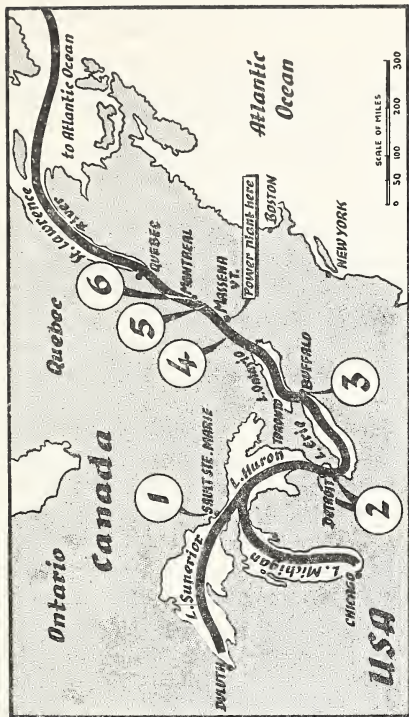 Ontario
Canada
Quebec
USA
Atlantic
Ocean
to Atlantic Ocean
St. Lawrence
River
QUEBEC
MONTREAL
MASSENA
VT.
Power plant here
BOSTON
NEW YORK
BUFFALO
TORONTO
L. Ontario
L. Erie
DETROIT
L. Huron
SAINT STE. MARIE
L. Superior
L. Michigan
CHICAGO
DULUTH
1
2
3
4
5
6
SCALE OF MILES
0 50 100 200 300